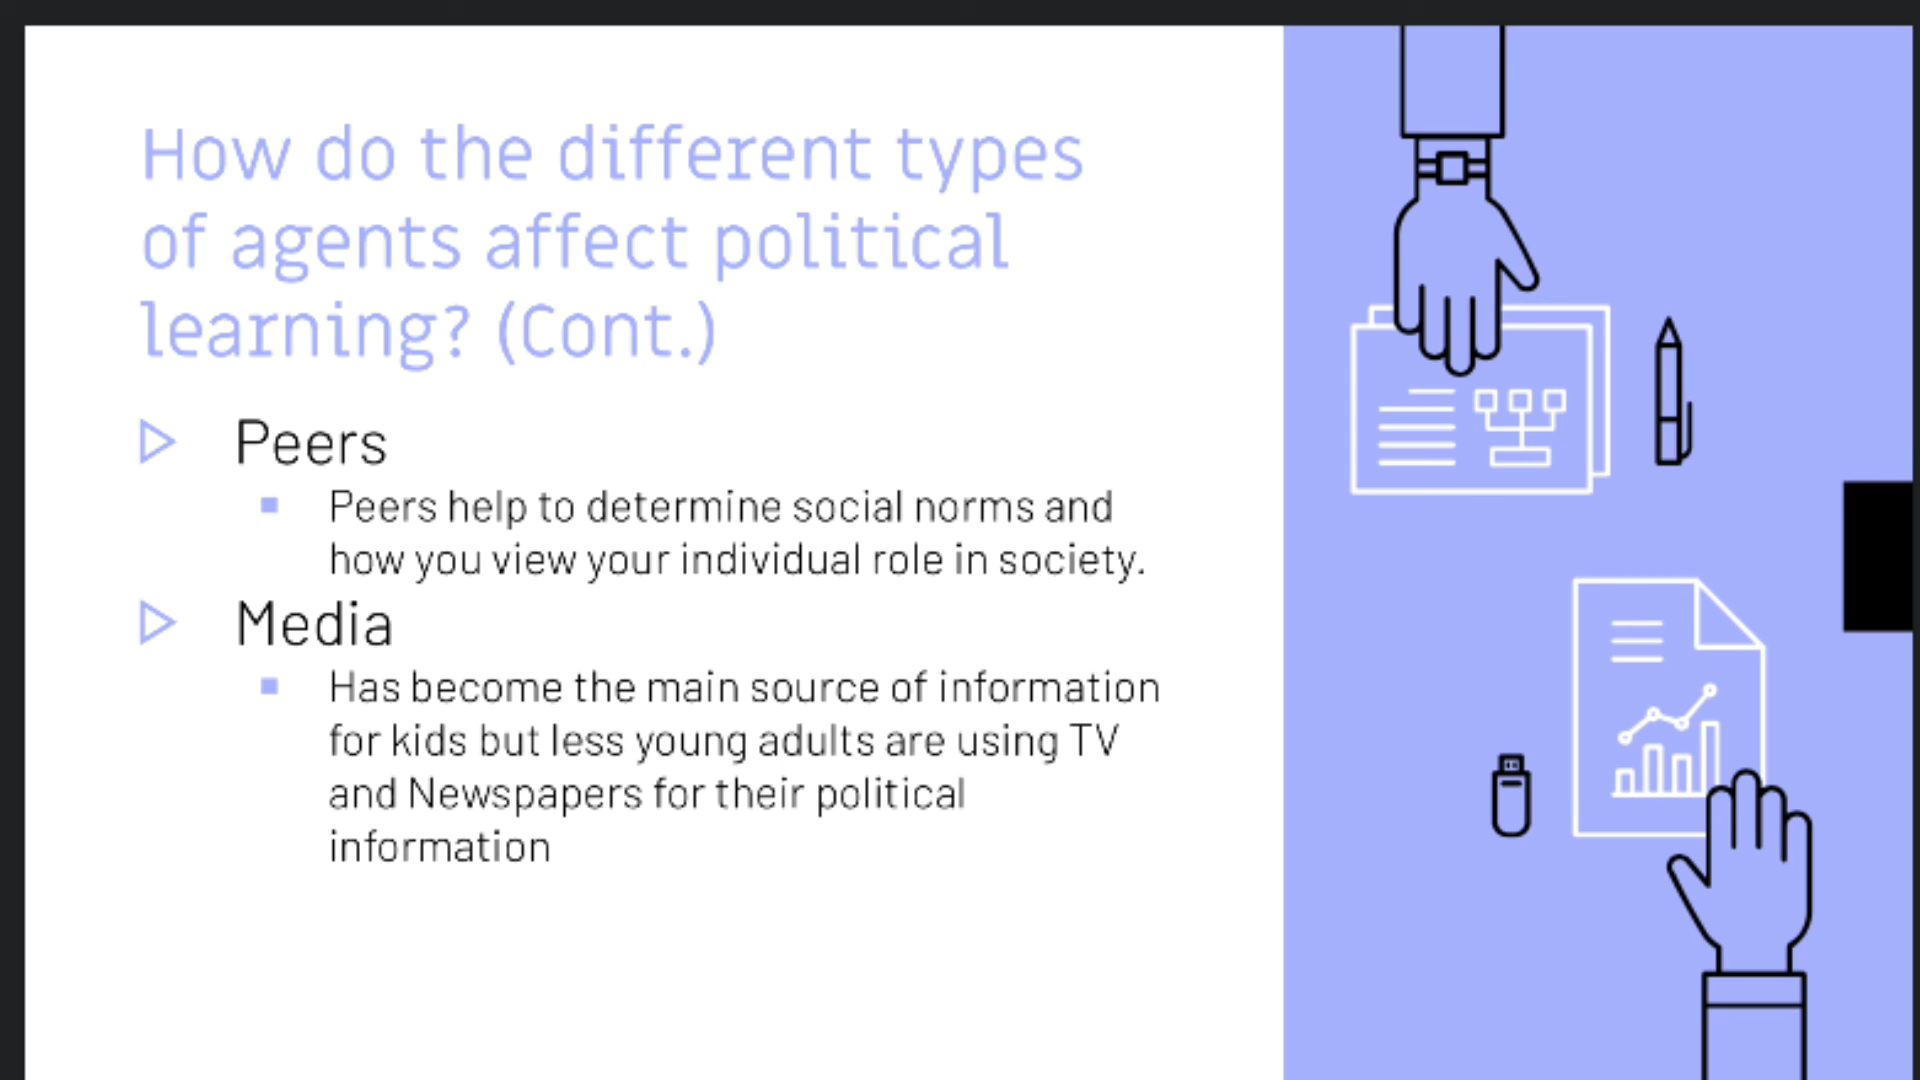 How do the different types
of agents affect political
learning? (Cont.)
Peers
Peers help to determine social norms and
how you view your individual role in society.
Media
Has become the main source of information
for kids but less young adults are using TV
and Newspapers for their political
information